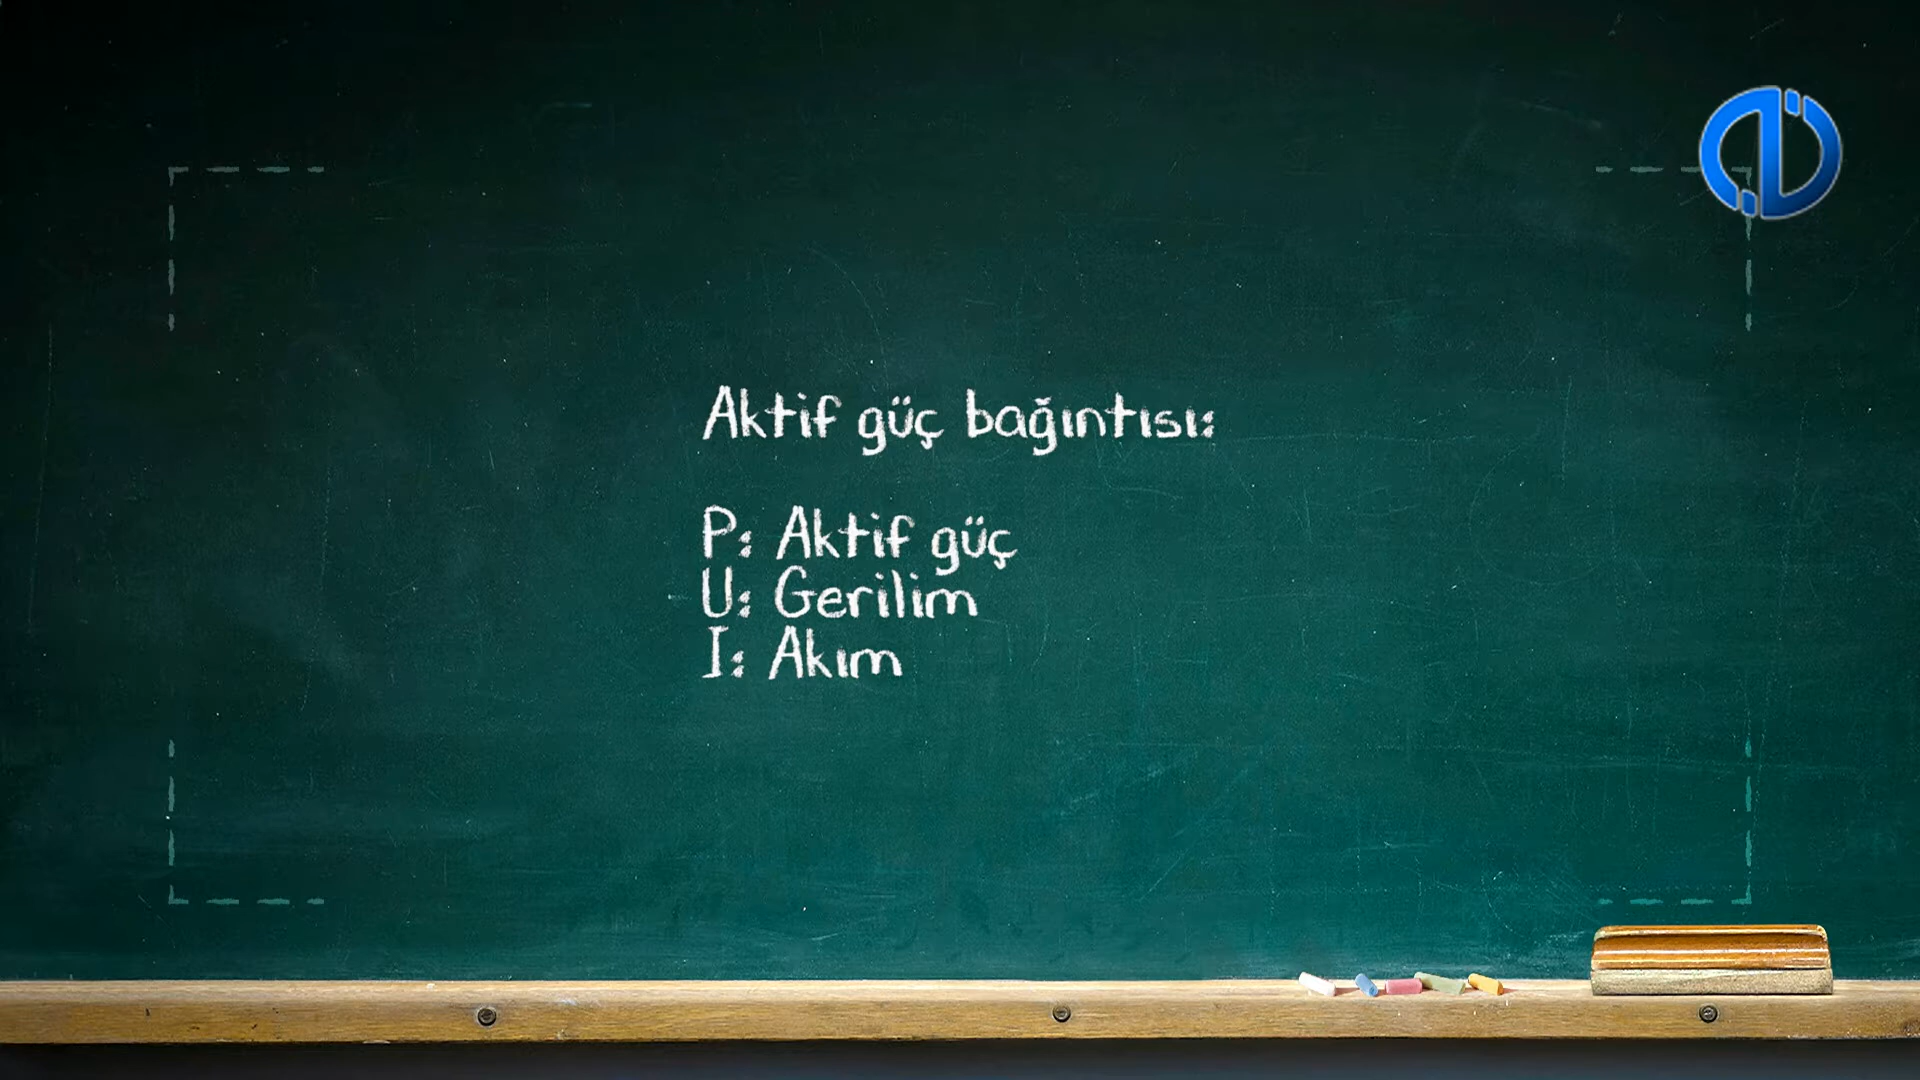 Aktif güç bağıntısı:
P: Aktif güç
U: Gerilim
I: Akım